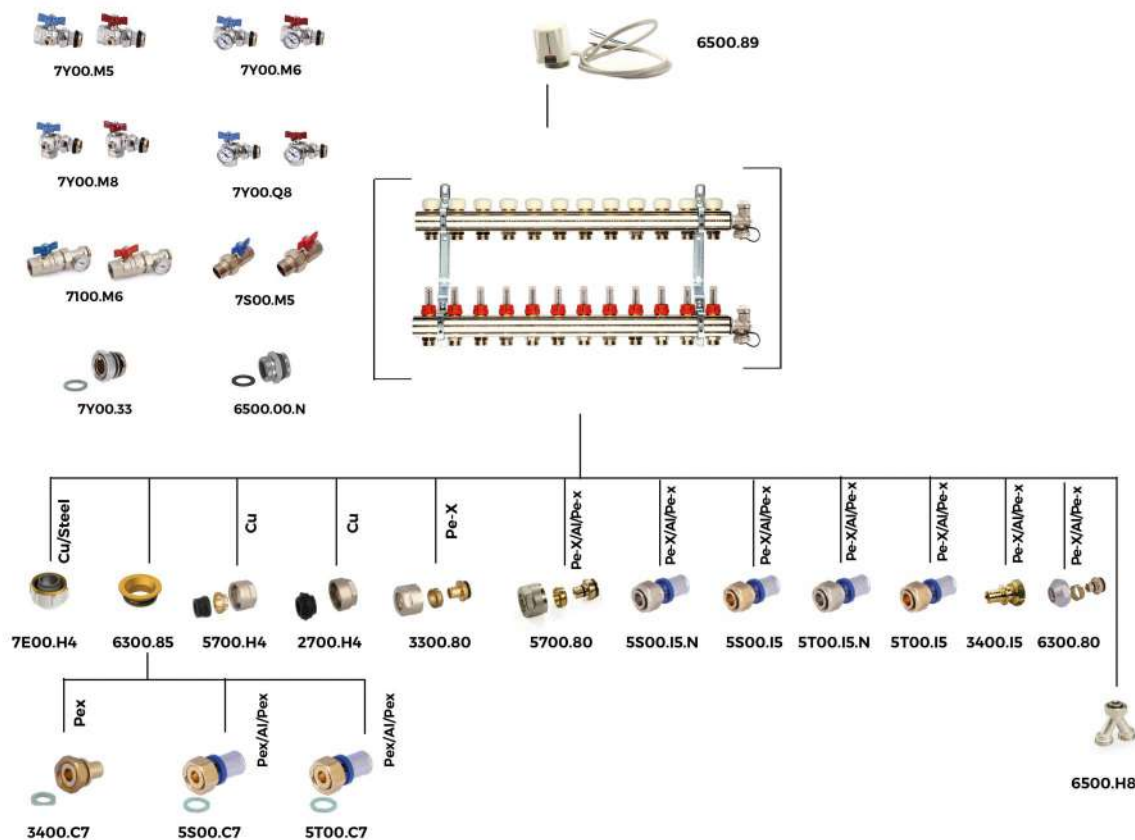 6500.89
7Y00.M5
7Y00.M6
7Y00.M8
7Y00.Q8
7100.M6
7S00.M5
7Y00.33
6500.00.N
Cu/Steel
Cu
Cu
Pe-X
Pe-X/Al/Pe-x
Pe-X/Al/Pe-x
Pe-X/Al/Pe-x
Pe-X/Al/Pe-x
Pe-X/Al/Pe-x
Pe-X/Al/Pe-x
Pe-X/Al/Pe-x
7E00.H4
6300.85
5700.H4
2700.H4
3300.80
5700.80
5S00.I5.N
5S00.I5
5T00.I5.N
5T00.I5
3400.I5
6300.80
Pex
Pex/Al/Pex
Pex/Al/Pex
3400.C7
5S00.C7
5T00.C7
6500.H8